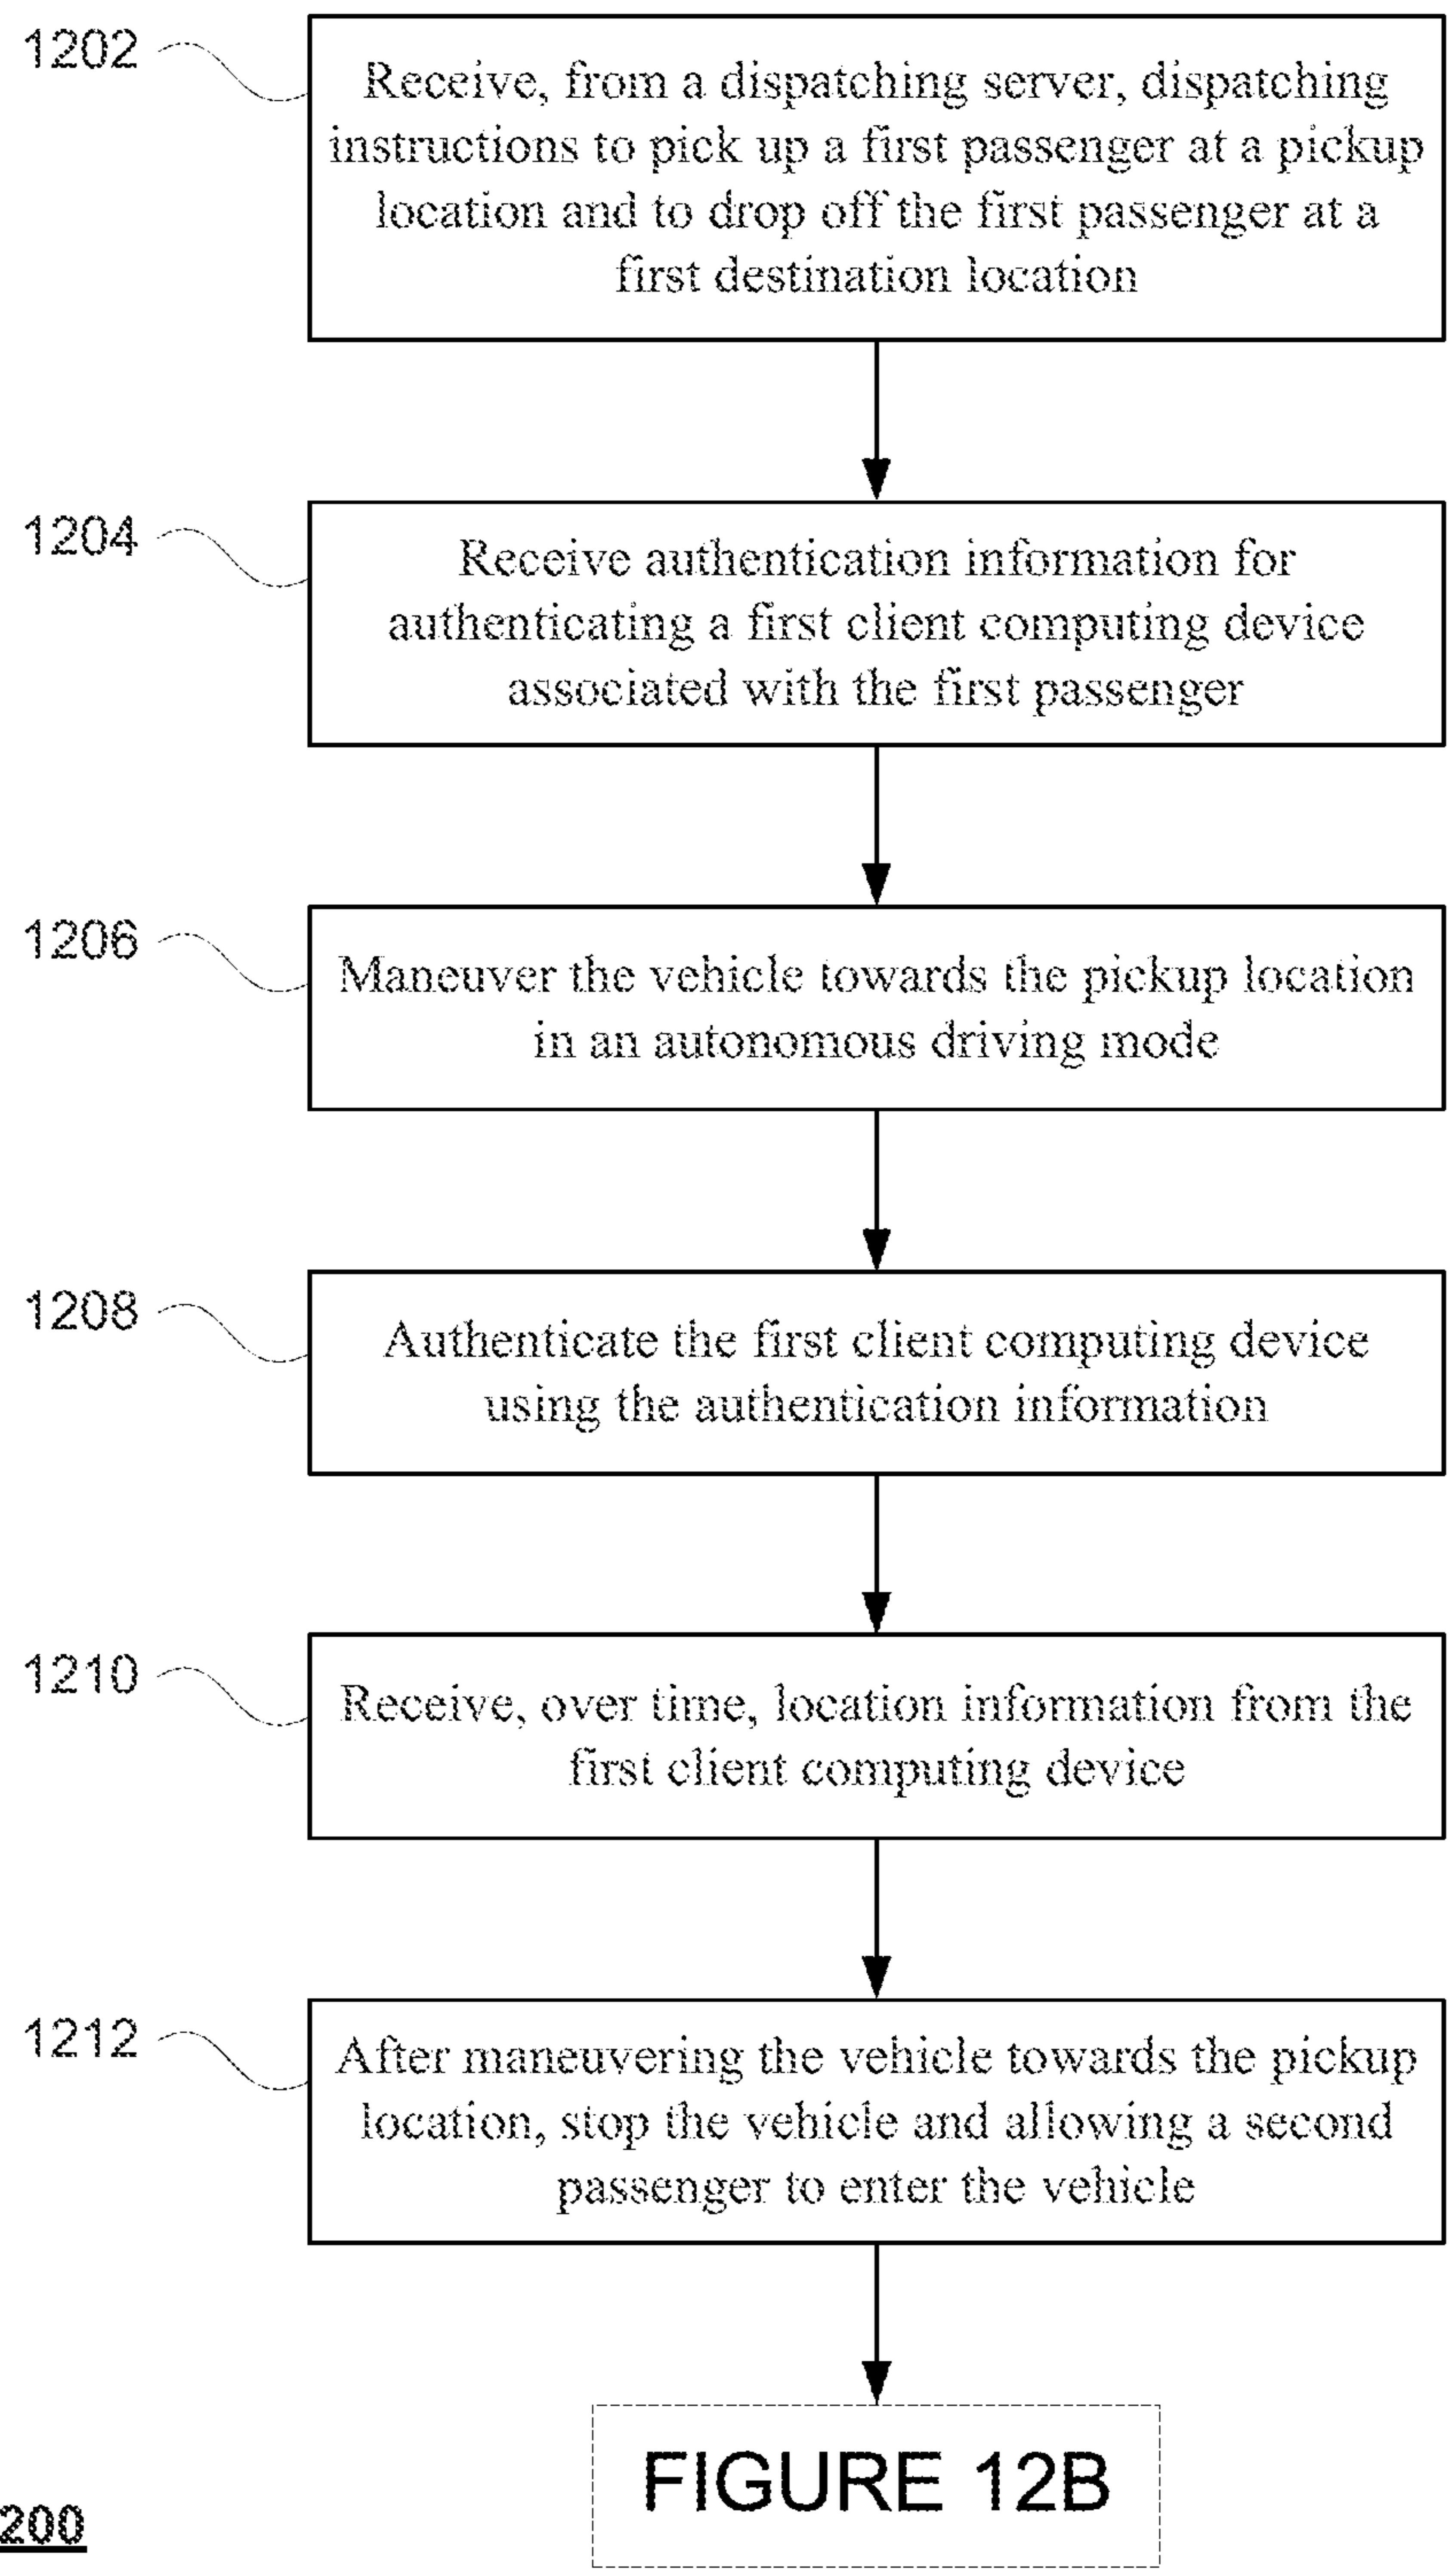 1202
Receive, from a dispatching server, dispatching
instructions to pick up a first passenger at a pickup
location and to drop off the first passenger at a
first destination location
1204
Receive authentication information for
authenticating a first client computing device
associated with the first passenger
1206
Maneuver the vehicle towards the pickup location
in an autonomous driving mode
1208
Authenticate the first client computing device
using the authentication information
1210
Receive, over time, location information from the
first client computing device
1212
After maneuvering the vehicle towards the pickup
location, stop the vehicle and allowing a second
passenger to enter the vehicle
FIGURE 12B
200